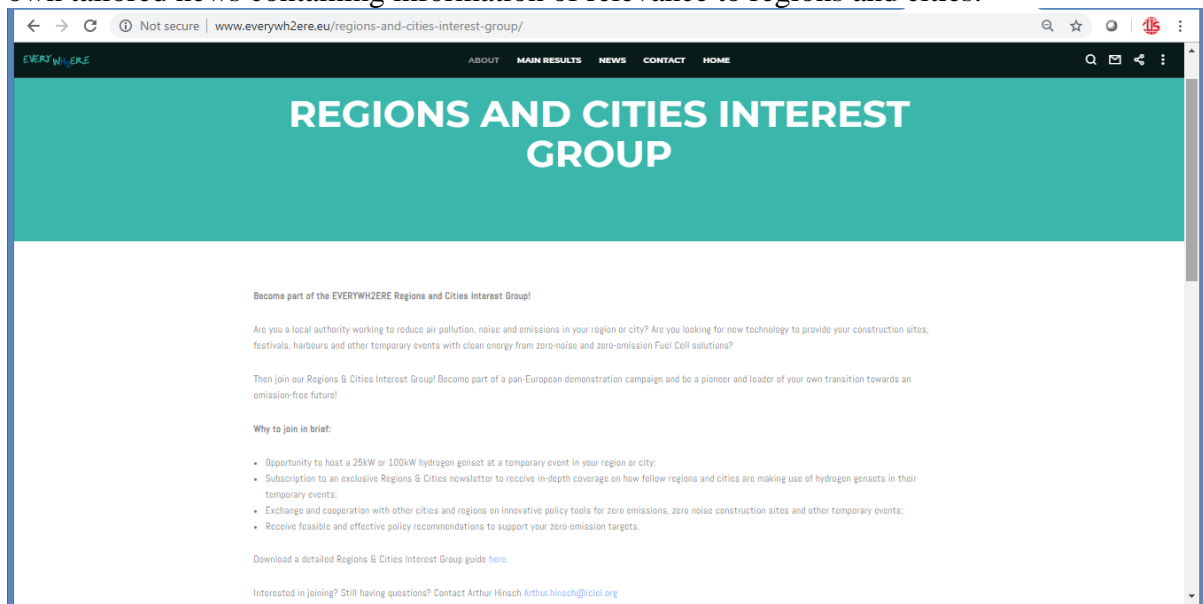 own tailored news containing information of relevance to regions and cities.
Not secure | www.everywh2ere.eu/regions-and-cities-interest-group/
EVERYWH2ERE
ABOUT MAIN RESULTS NEWS CONTACT HOME
REGIONS AND CITIES INTEREST
GROUP
Become part of the EVERYWH2ERE Regions and Cities Interest Group!
Are you a local authority working to reduce air pollution, noise and emissions in your region or city? Are you looking for new technology to provide your construction sites,
festivals, harbours and other temporary events with clean energy from zero-noise and zero-emission Fuel Cell solutions?
Then join our Regions & Cities Interest Group! Become part of a pan-European demonstration campaign and be a pioneer and leader of your own transition towards an
emission-free future!
Why to join in brief:
• Opportunity to host a 25kW or 100kW hydrogen genset at a temporary event in your region or city;
• Subscription to an exclusive Regions & Cities newsletter to receive in-depth coverage on how fellow regions and cities are making use of hydrogen gensets in their
temporary events;
• Exchange and cooperation with other cities and regions on innovative policy tools for zero emissions, zero noise construction sites and other temporary events;
• Receive feasible and effective policy recommendations to support your zero-emission targets.
Download a detailed Regions & Cities Interest Group guide here.
Interested in joining? Still having questions? Contact Arthur Hinsch Arthur.hinsch@iclei.org